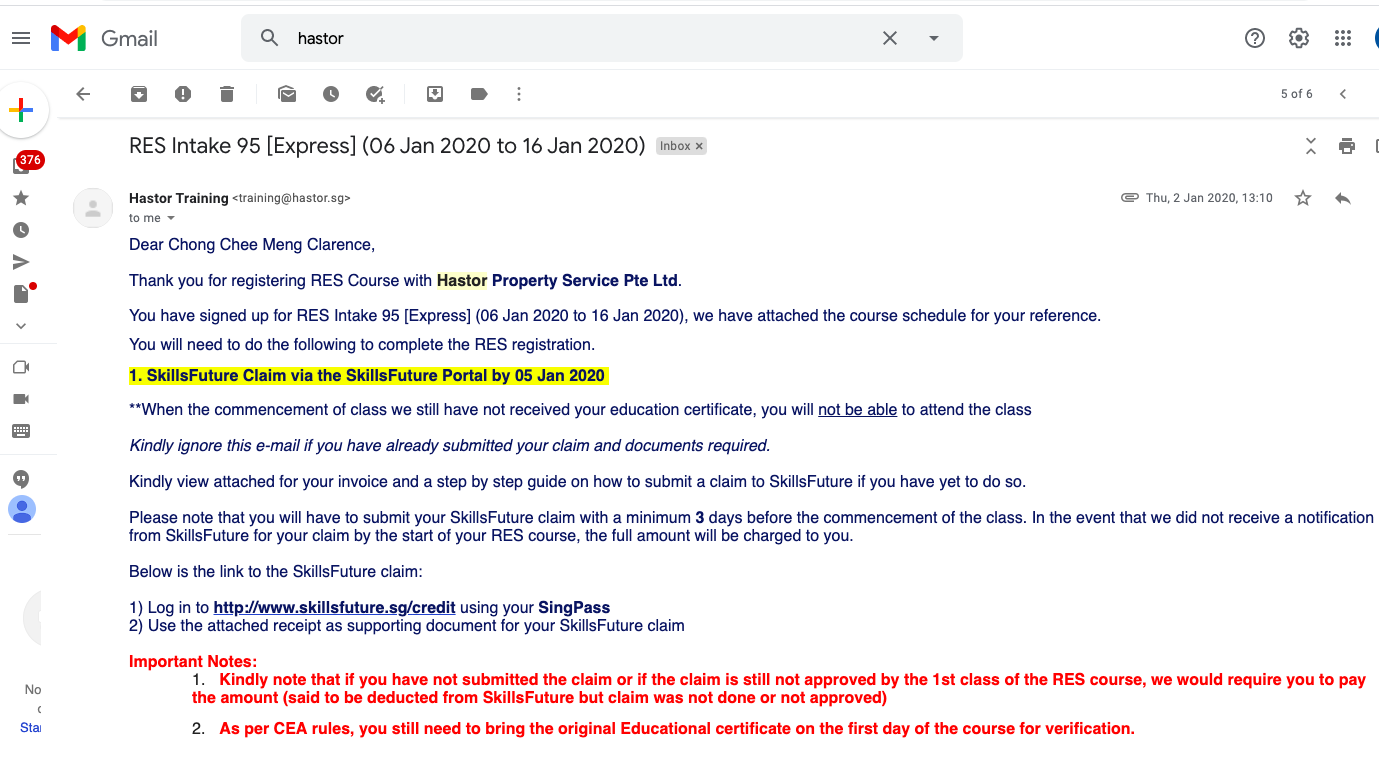 Gmail
hastor
5 of 6
376
RES Intake 95 [Express] (06 Jan 2020 to 16 Jan 2020)
Inbox ×
Hastor Training <training@hastor.sg>
Thu, 2 Jan 2020, 13:10
to me
Dear Chong Chee Meng Clarence,
Thank you for registering RES Course with Hastor Property Service Pte Ltd.
You have signed up for RES Intake 95 [Express] (06 Jan 2020 to 16 Jan 2020), we have attached the course schedule for your reference.
You will need to do the following to complete the RES registration.
1. SkillsFuture Claim via the SkillsFuture Portal by 05 Jan 2020
**When the commencement of class we still have not received your education certificate, you will not be able to attend the class
Kindly ignore this e-mail if you have already submitted your claim and documents required.
Kindly view attached for your invoice and a step by step guide on how to submit a claim to SkillsFuture if you have yet to do so.
Please note that you will have to submit your SkillsFuture claim with a minimum 3 days before the commencement of the class. In the event that we did not receive a notification
from SkillsFuture for your claim by the start of your RES course, the full amount will be charged to you.
Below is the link to the SkillsFuture claim:
1) Log in to http://www.skillsfuture.sg/credit using your SingPass
2) Use the attached receipt as supporting document for your SkillsFuture claim
Important Notes:
1. Kindly note that if you have not submitted the claim or if the claim is still not approved by the 1st class of the RES course, we would require you to pay
the amount (said to be deducted from SkillsFuture but claim was not done or not approved)
2. As per CEA rules, you still need to bring the original Educational certificate on the first day of the course for verification.
No